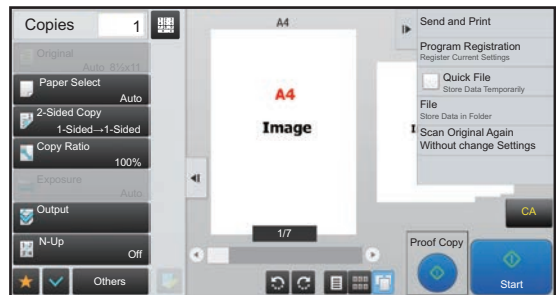 Copies 1
Original
Auto 8½x11
Paper Select
Auto
2-Sided Copy
1-Sided→1-Sided
Copy Ratio
100%
Exposure
Auto
Output
N-Up
Off
Others
A4
A4
Image
I
1/7
Send and Print
Program Registration
Register Current Settings
Quick File
Store Data Temporarily
File
Store Data in Folder
Scan Original Again
Without change Settings
CA
Proof Copy
Start